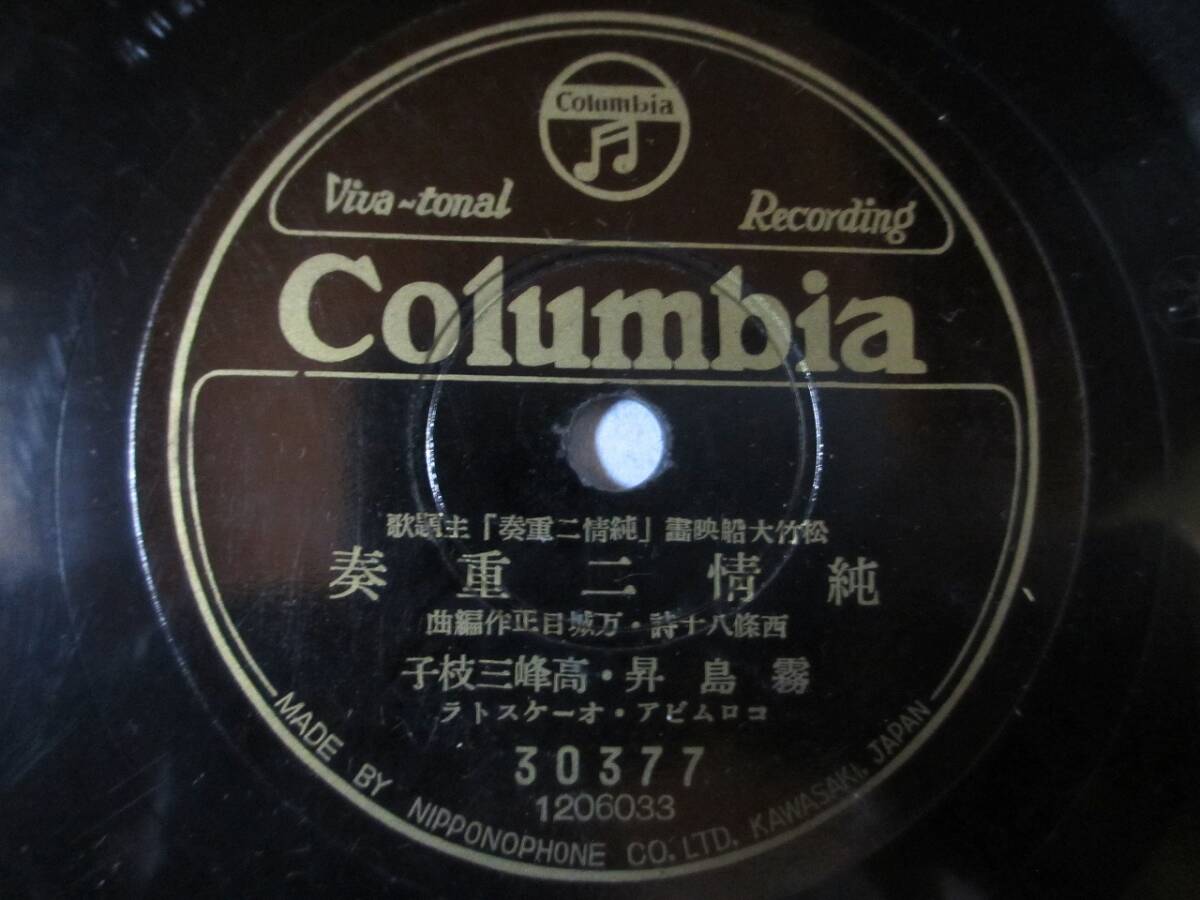 Columbia
Viva-tonal Recording
Columbia
松竹大船映畫「純情二重奏」主題歌
純情二重奏
西條八十詩・万城目正作編曲
霧島昇・高峰三枝子
コロムビア・オーケストラ
30377
1206033
MADE BY NIPPONOPHONE CO. LTD. KAWASAKI, JAPAN